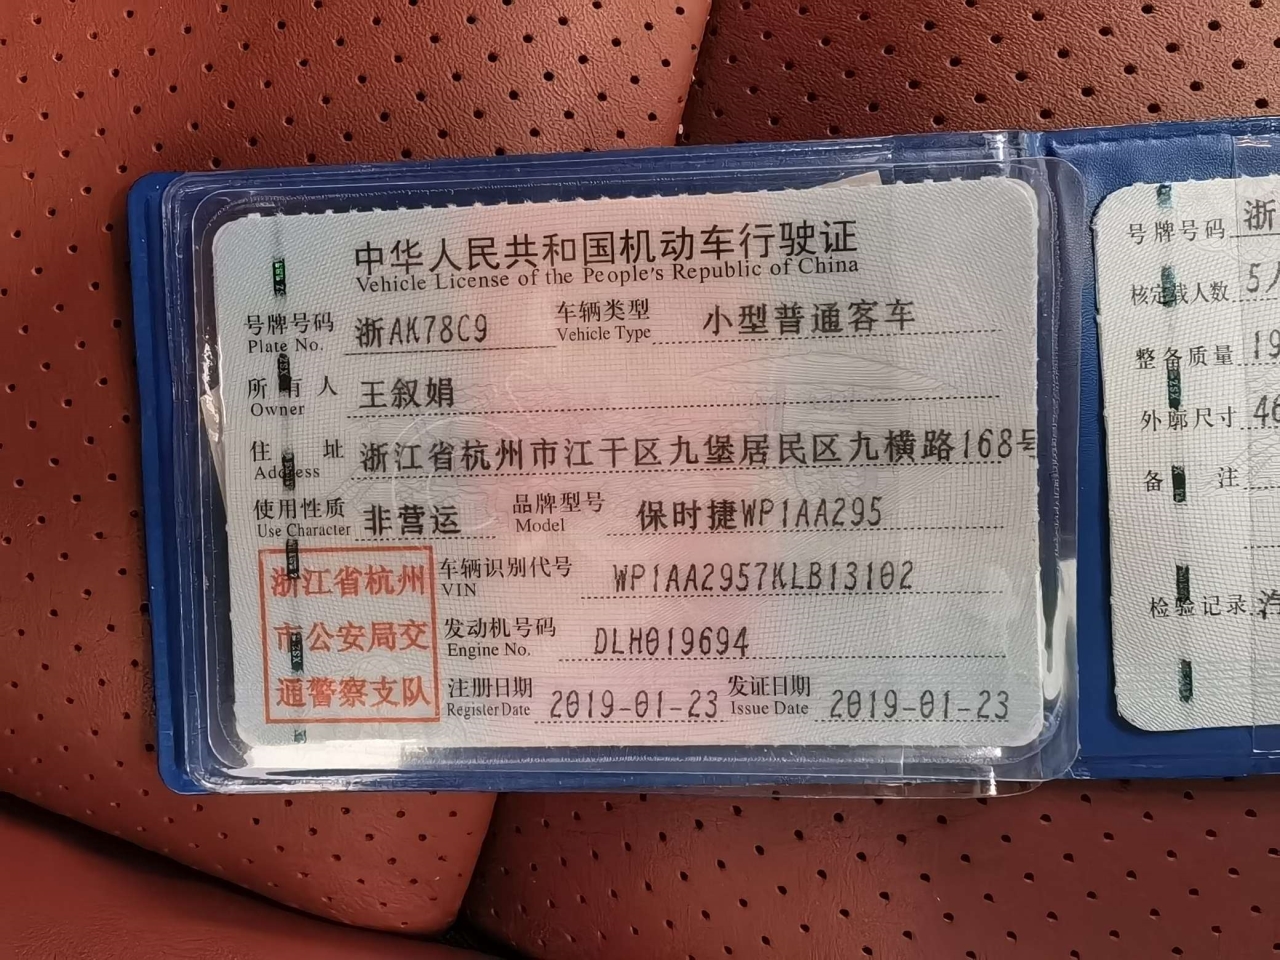 中华人民共和国机动车行驶证
Vehicle License of the People's Republic of China
号牌号码 浙AK78C9 车辆类型 小型普通客车
Plate No. Vehicle Type
所有人 王叙娟
Owner
住址 浙江省杭州市江干区九堡居民区九横路168号
Address
使用性质 非营运 品牌型号 保时捷WP1AA295
Use Character Model
浙江省杭州
市公安局交
通警察支队
车辆识别代号 WP1AA2957KLB13102
VIN
发动机号码 DLH019694
Engine No.
注册日期 2019-01-23 发证日期 2019-01-23
Register Date Issue Date
号牌号码 浙
核定载人数 5人
整备质量 19
外廓尺寸 46
备注
检验记录